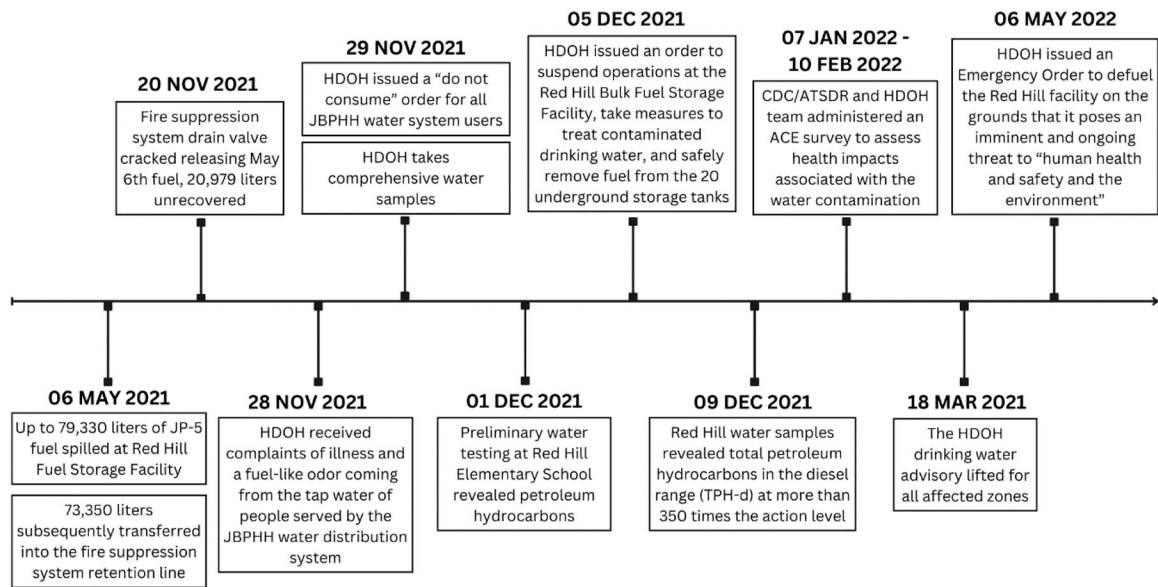 06 MAY 2021
Up to 79,330 liters of JP-5
fuel spilled at Red Hill
Fuel Storage Facility
73,350 liters
subsequently transferred
into the fire suppression
system retention line
20 NOV 2021
Fire suppression
system drain valve
cracked releasing May
6th fuel, 20,979 liters
unrecovered
28 NOV 2021
HDOH received
complaints of illness and
a fuel-like odor coming
from the tap water of
people served by the
JBPHH water distribution
system
29 NOV 2021
HDOH issued a “do not
consume” order for all
JBPHH water system users
HDOH takes
comprehensive water
samples
01 DEC 2021
Preliminary water
testing at Red Hill
Elementary School
revealed petroleum
hydrocarbons
05 DEC 2021
HDOH issued an order to
suspend operations at the
Red Hill Bulk Fuel Storage
Facility, take measures to
treat contaminated
drinking water, and safely
remove fuel from the 20
underground storage tanks
09 DEC 2021
Red Hill water samples
revealed total petroleum
hydrocarbons in the diesel
range (TPH-d) at more than
350 times the action level
07 JAN 2022 -
10 FEB 2022
CDC/ATSDR and HDOH
team administered an
ACE survey to assess
health impacts
associated with the
water contamination
18 MAR 2021
The HDOH
drinking water
advisory lifted for
all affected zones
06 MAY 2022
HDOH issued an
Emergency Order to defuel
the Red Hill facility on the
grounds that it poses an
imminent and ongoing
threat to “human health
and safety and the
environment”